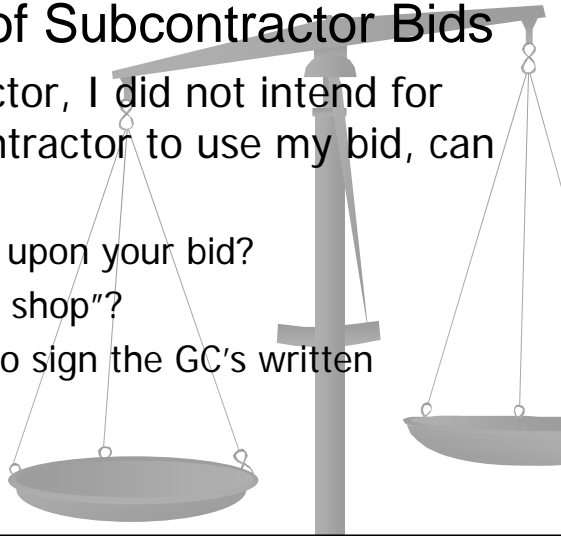 of Subcontractor Bids
ctor, I did not intend for
ntractor to use my bid, can
upon your bid?
shop"?
o sign the GC's written